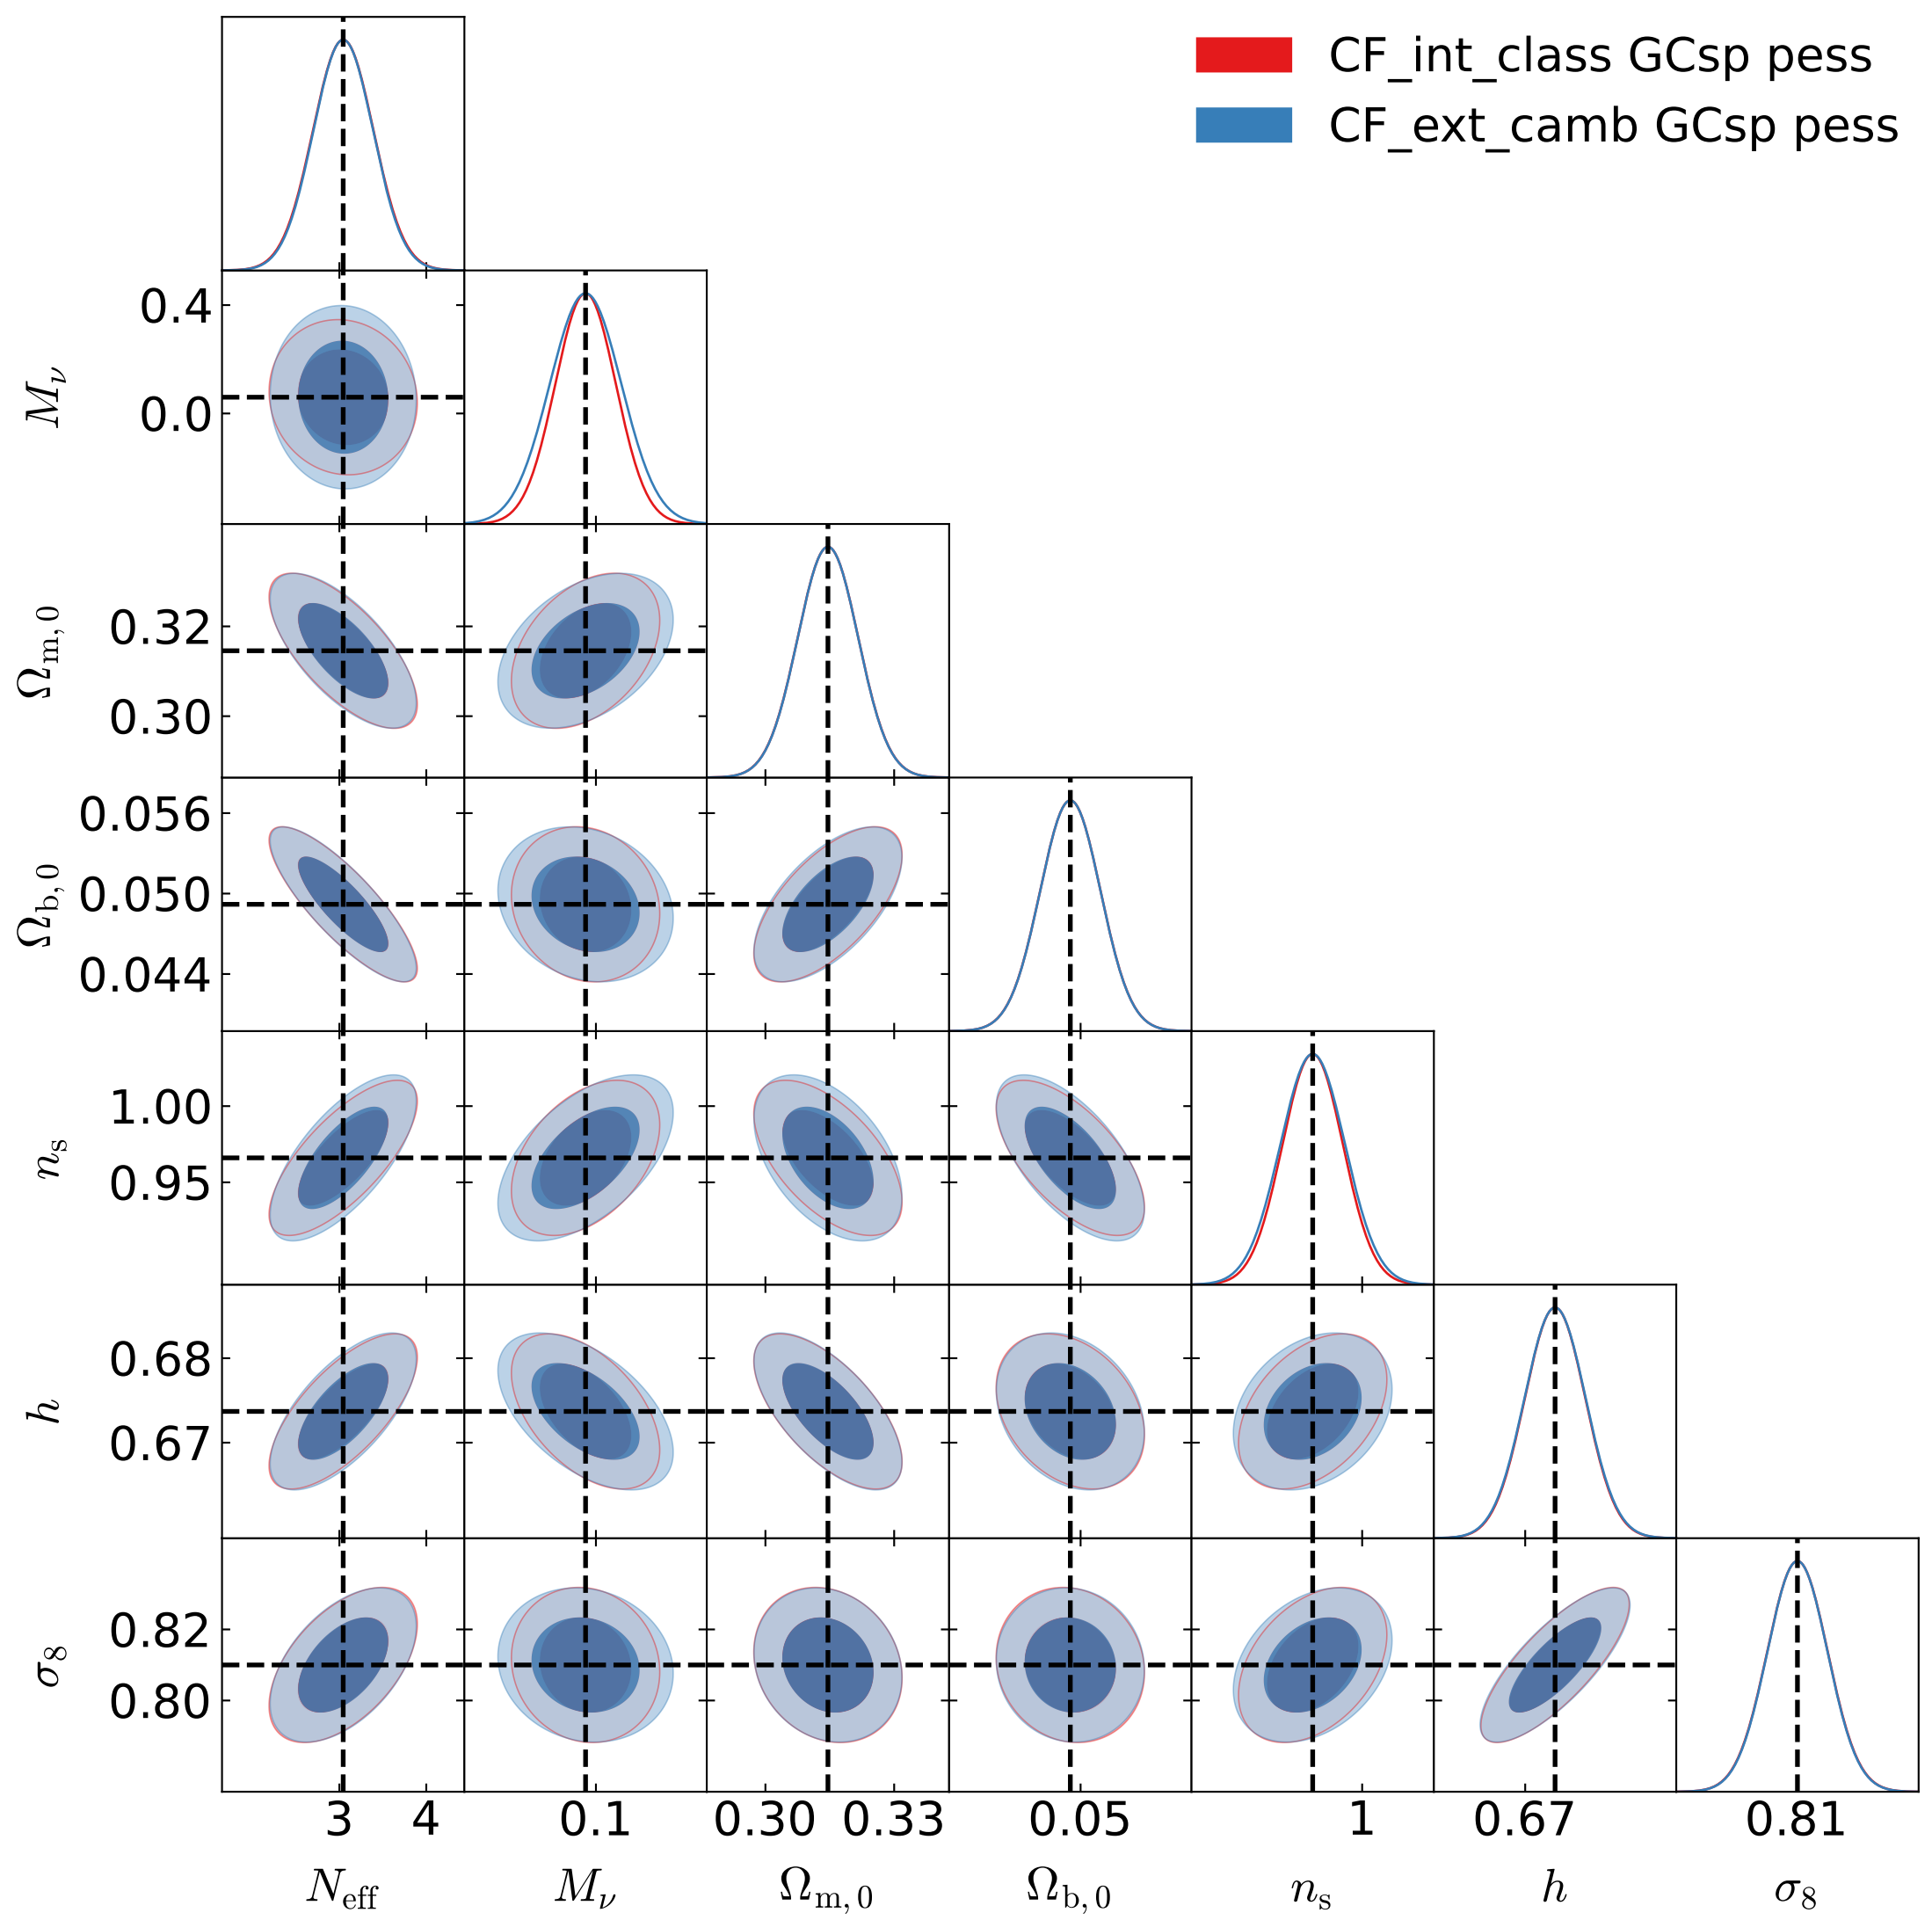 CF_int_class GCsp pess
CF_ext_camb GCsp pess
0.4
0.0
M_ν
0.32
0.30
Ω_m,0
0.056
0.050
0.044
Ω_b,0
1.00
0.95
n_s
0.68
0.67
h
0.82
0.80
σ_8
3 4 0.1 0.30 0.33 0.05 1 0.67 0.81
N_eff M_ν Ω_m,0 Ω_b,0 n_s h σ_8